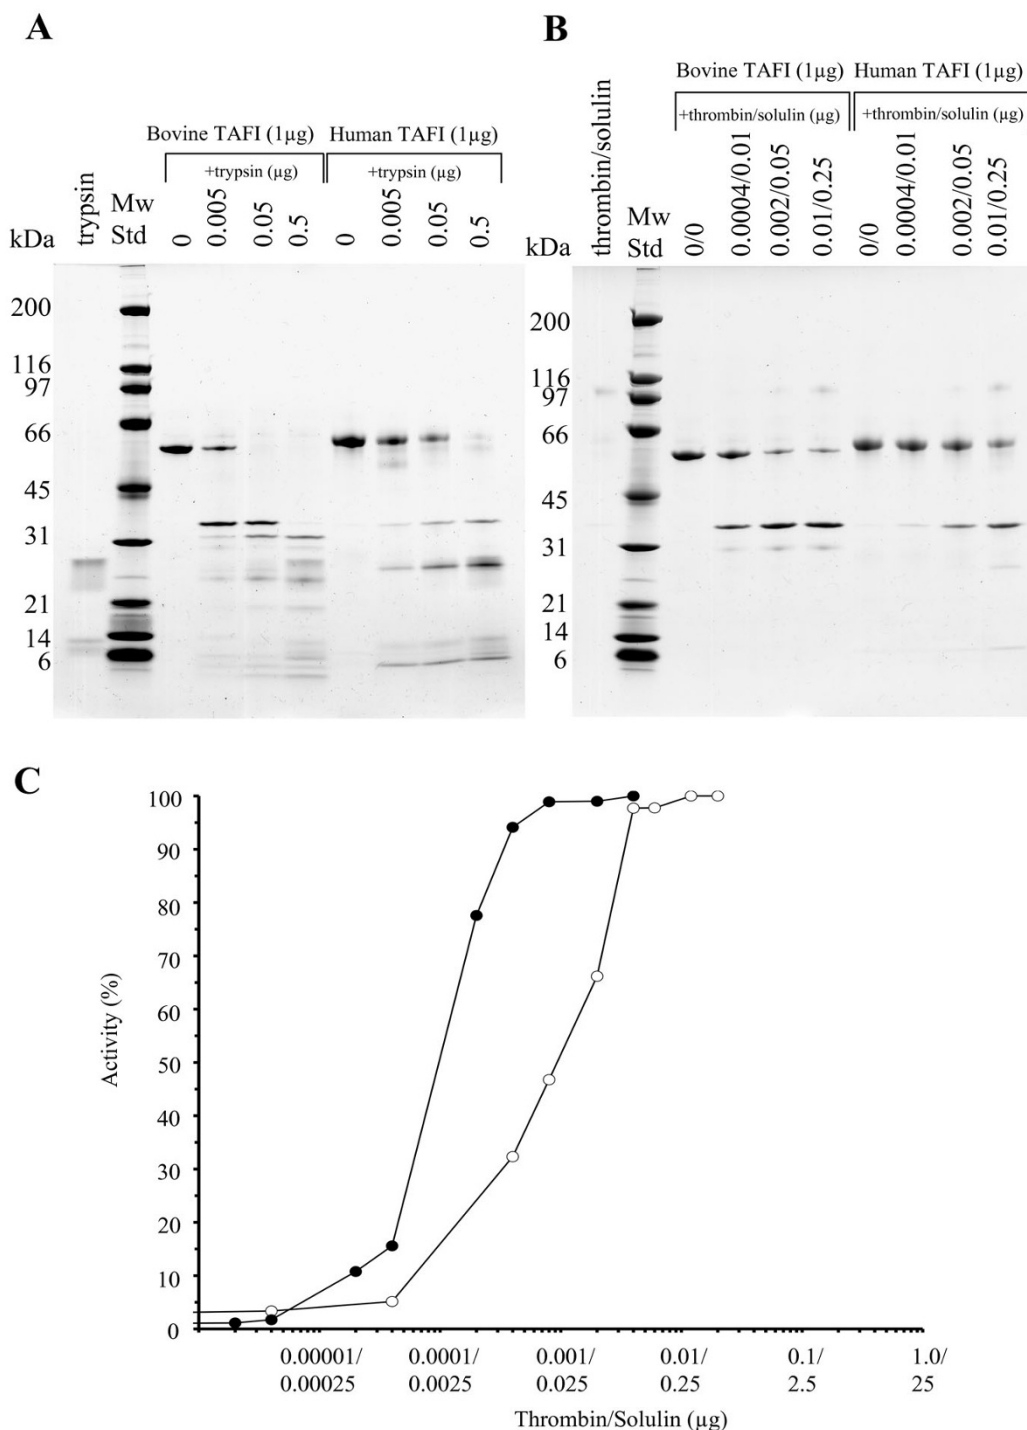 A
Bovine TAFI (1µg) Human TAFI (1µg)
+trypsin (µg) +trypsin (µg)
trypsin
Mw
Std
kDa
0 0.005 0.05 0.5 0 0.005 0.05 0.5
200
116
97
66
45
31
21
14
6
B
Bovine TAFI (1µg) Human TAFI (1µg)
+thrombin/solulin (µg) +thrombin/solulin (µg)
thrombin/solulin
Mw
Std
kDa
0/0 0.0004/0.01 0.002/0.05 0.01/0.25 0/0 0.0004/0.01 0.002/0.05 0.01/0.25
200
116
97
66
45
31
21
14
6
C
100
90
80
70
60
50
40
30
20
10
0
Activity (%)
0.00001/ 0.0001/ 0.001/ 0.01/ 0.1/ 1.0/
0.00025 0.0025 0.025 0.25 2.5 25
Thrombin/Solulin (µg)